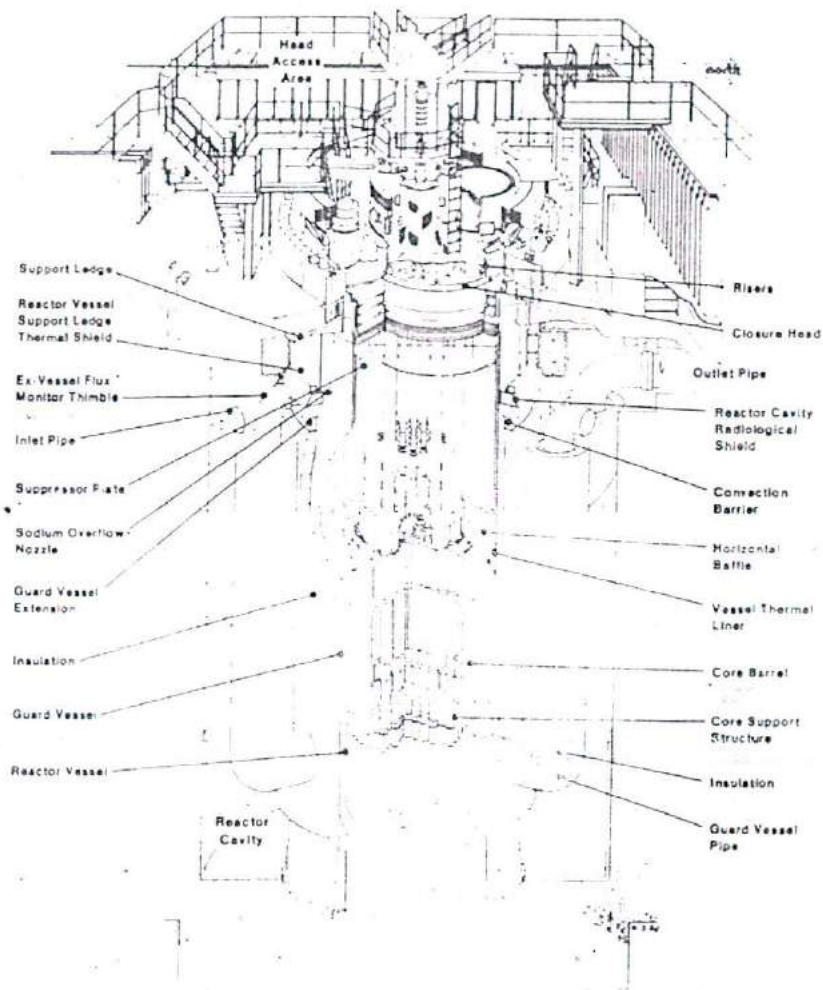 Head
Access
Area
north
Support Ledge
Reactor Vessel
Support Ledge
Thermal Shield
Ex-Vessel Flux
Monitor Thimble
Inlet Pipe
Suppressor Plate
Sodium Overflow
Nozzle
Guard Vessel
Extension
Insulation
Guard Vessel
Reactor Vessel
Reactor
Cavity
Risers
Closure Head
Outlet Pipe
Reactor Cavity
Radiological
Shield
Convection
Barrier
Horizontal
Baffle
Vessel Thermal
Liner
Core Barrel
Core Support
Structure
Insulation
Guard Vessel
Pipe